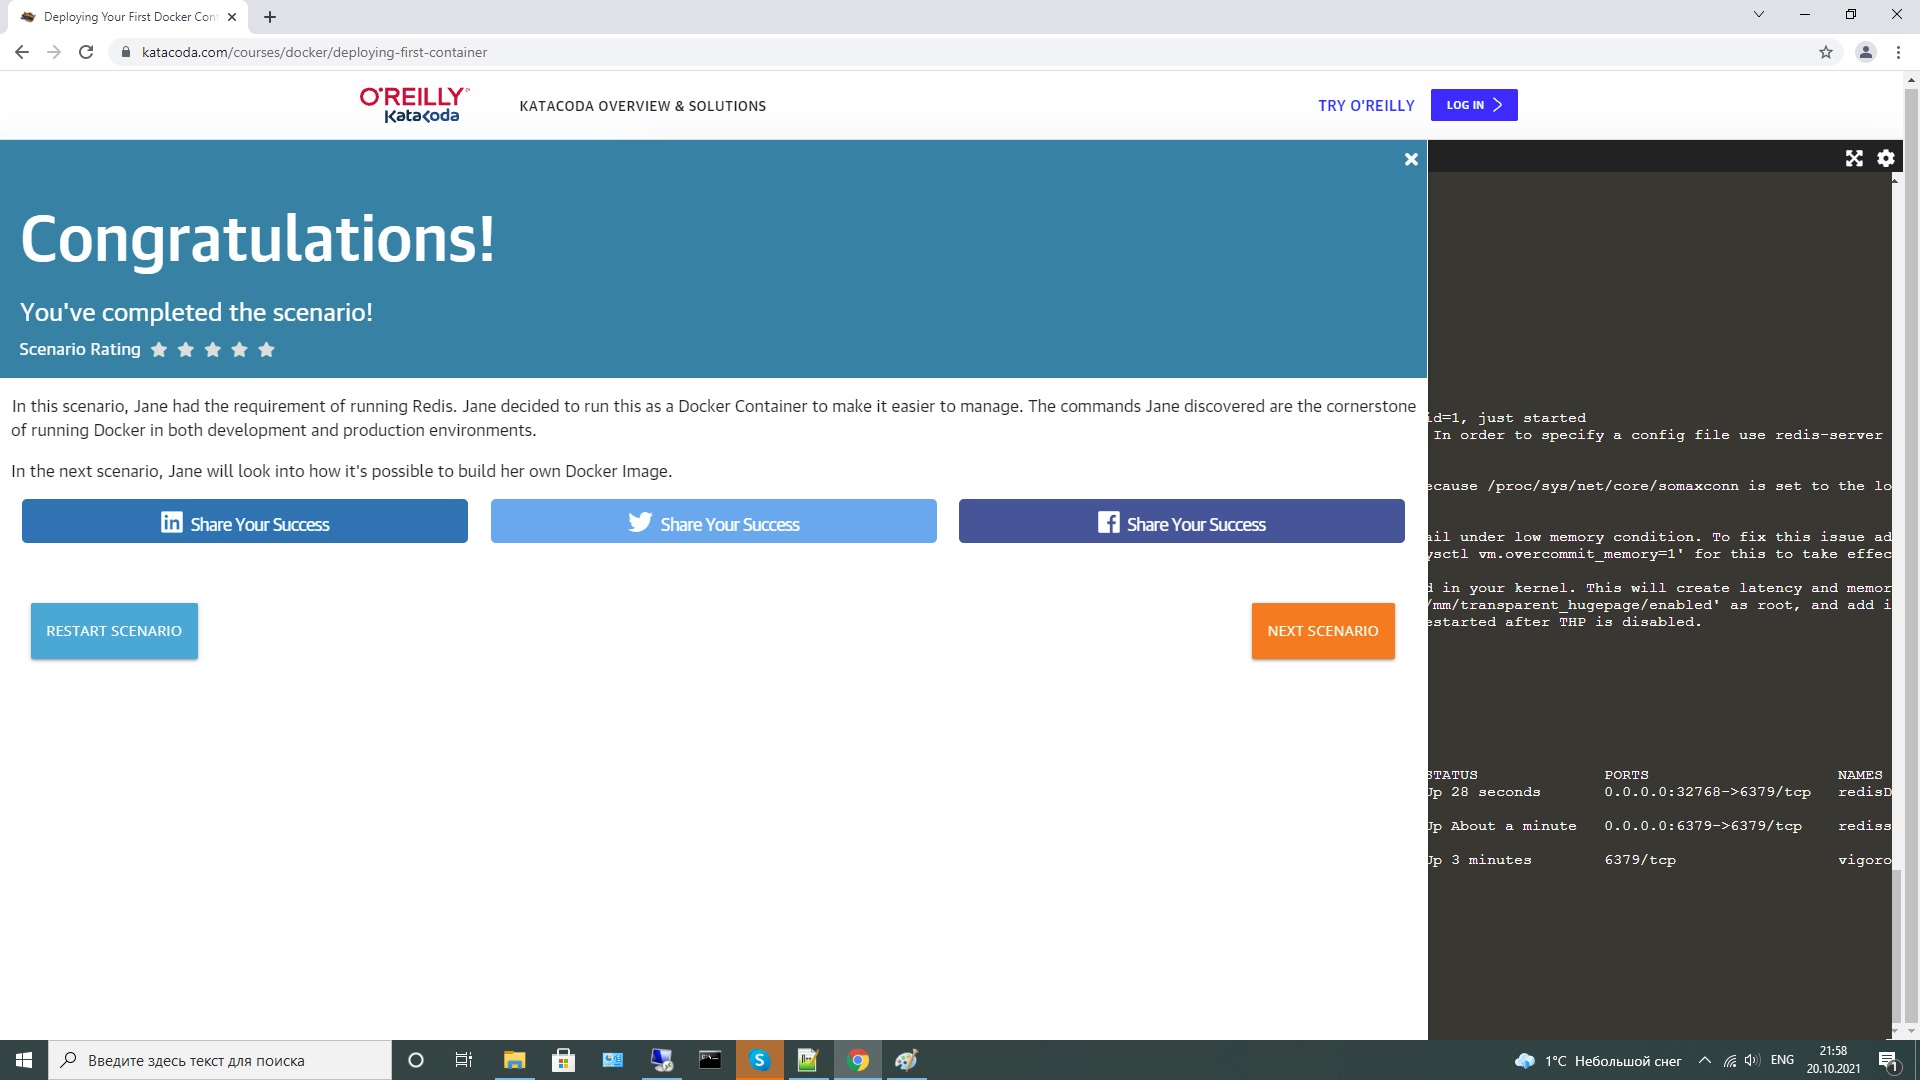 Deploying Your First Docker Con
katacoda.com/courses/docker/deploying-first-container
O'REILLY
Katacoda
KATACODA OVERVIEW & SOLUTIONS
TRY O'REILLY
LOG IN
Congratulations!
You've completed the scenario!
Scenario Rating
In this scenario, Jane had the requirement of running Redis. Jane decided to run this as a Docker Container to make it easier to manage. The commands Jane discovered are the cornerstone
of running Docker in both development and production environments.
In the next scenario, Jane will look into how it's possible to build her own Docker Image.
Share Your Success
Share Your Success
Share Your Success
RESTART SCENARIO
NEXT SCENARIO
id=1, just started
In order to specify a config file use redis-server
ecause /proc/sys/net/core/somaxconn is set to the lo
ail under low memory condition. To fix this issue ad
ysctl vm.overcommit_memory=1' for this to take effec
d in your kernel. This will create latency and memor
/mm/transparent_hugepage/enabled' as root, and add i
estarted after THP is disabled.
STATUS PORTS NAMES
Up 28 seconds 0.0.0.0:32768->6379/tcp redisD
Up About a minute 0.0.0.0:6379->6379/tcp rediss
Up 3 minutes 6379/tcp vigoro
Введите здесь текст для поиска
1°C Небольшой снег
ENG
21:58
20.10.2021
1